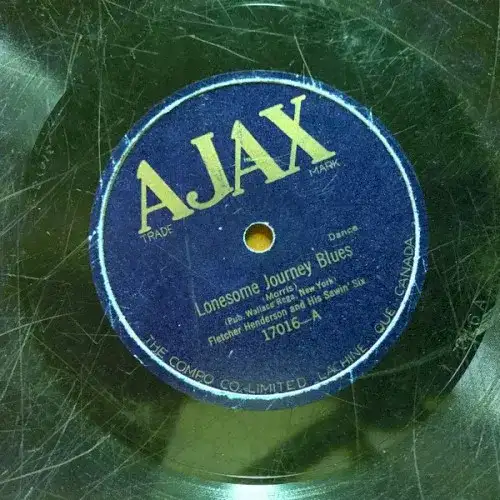 AJAX
TRADE MARK
Dance
Lonesome Journey Blues
(Morris)
(Pub. Wallace Rega, New York)
Fletcher Henderson and His Sawin' Six
17016-A
THE COMPO CO. LIMITED. LACHINE, QUE CANADA